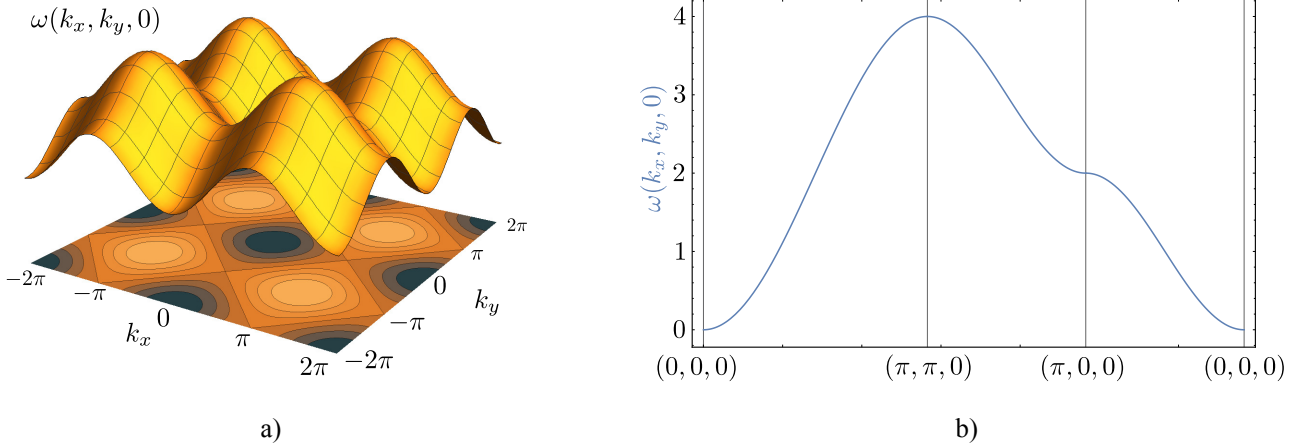 ω(k_x, k_y, 0)
−2π
−π
0
π
2π
k_x
−2π
−π
0
π
2π
k_y
a)
ω(k_x, k_y, 0)
4
3
2
1
0
(0, 0, 0)
(π, π, 0)
(π, 0, 0)
(0, 0, 0)
b)